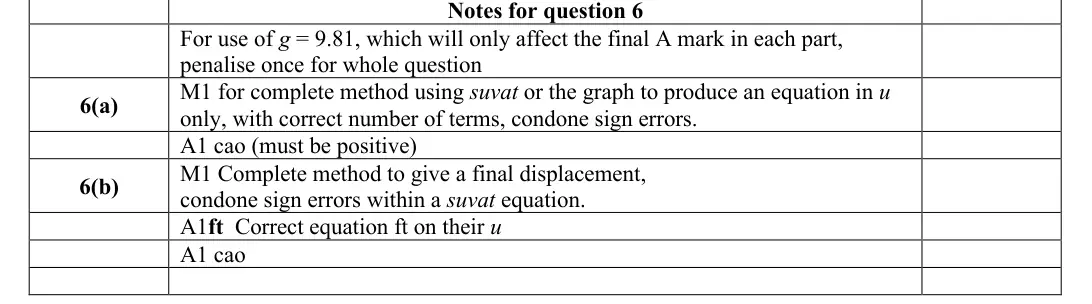 Notes for question 6
For use of g = 9.81, which will only affect the final A mark in each part,
penalise once for whole question
6(a)
M1 for complete method using suvat or the graph to produce an equation in u
only, with correct number of terms, condone sign errors.
A1 cao (must be positive)
6(b)
M1 Complete method to give a final displacement,
condone sign errors within a suvat equation.
A1ft  Correct equation ft on their u
A1 cao